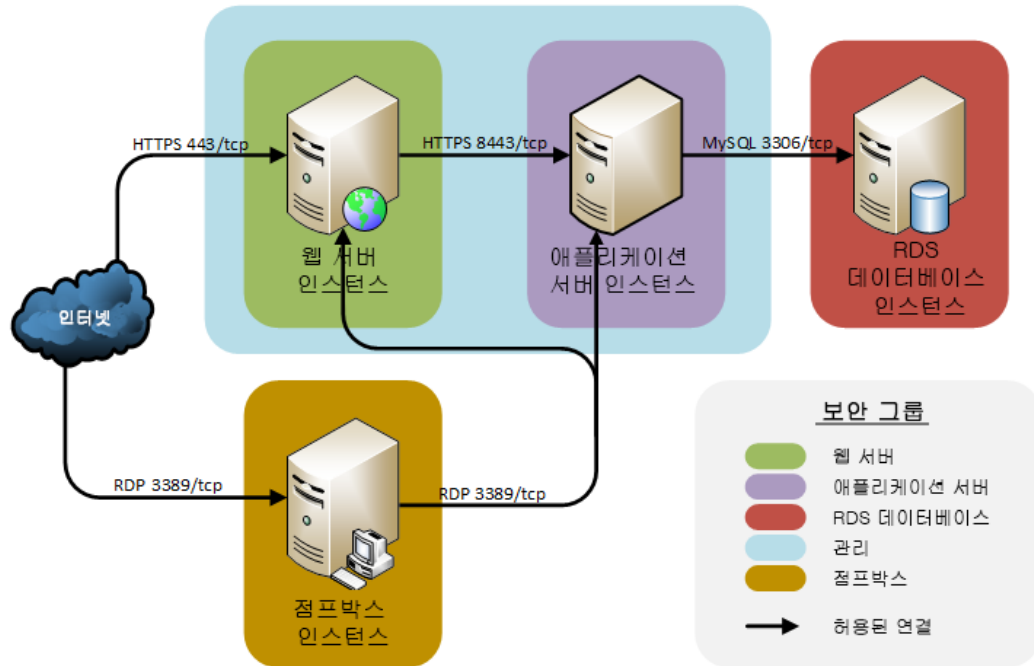 HTTPS 443/tcp
HTTPS 8443/tcp
MySQL 3306/tcp
웹 서버
인스턴스
애플리케이션
서버 인스턴스
RDS
데이터베이스
인스턴스
인터넷
RDP 3389/tcp
RDP 3389/tcp
점프박스
인스턴스
보안 그룹
웹 서버
애플리케이션 서버
RDS 데이터베이스
관리
점프박스
허용된 연결